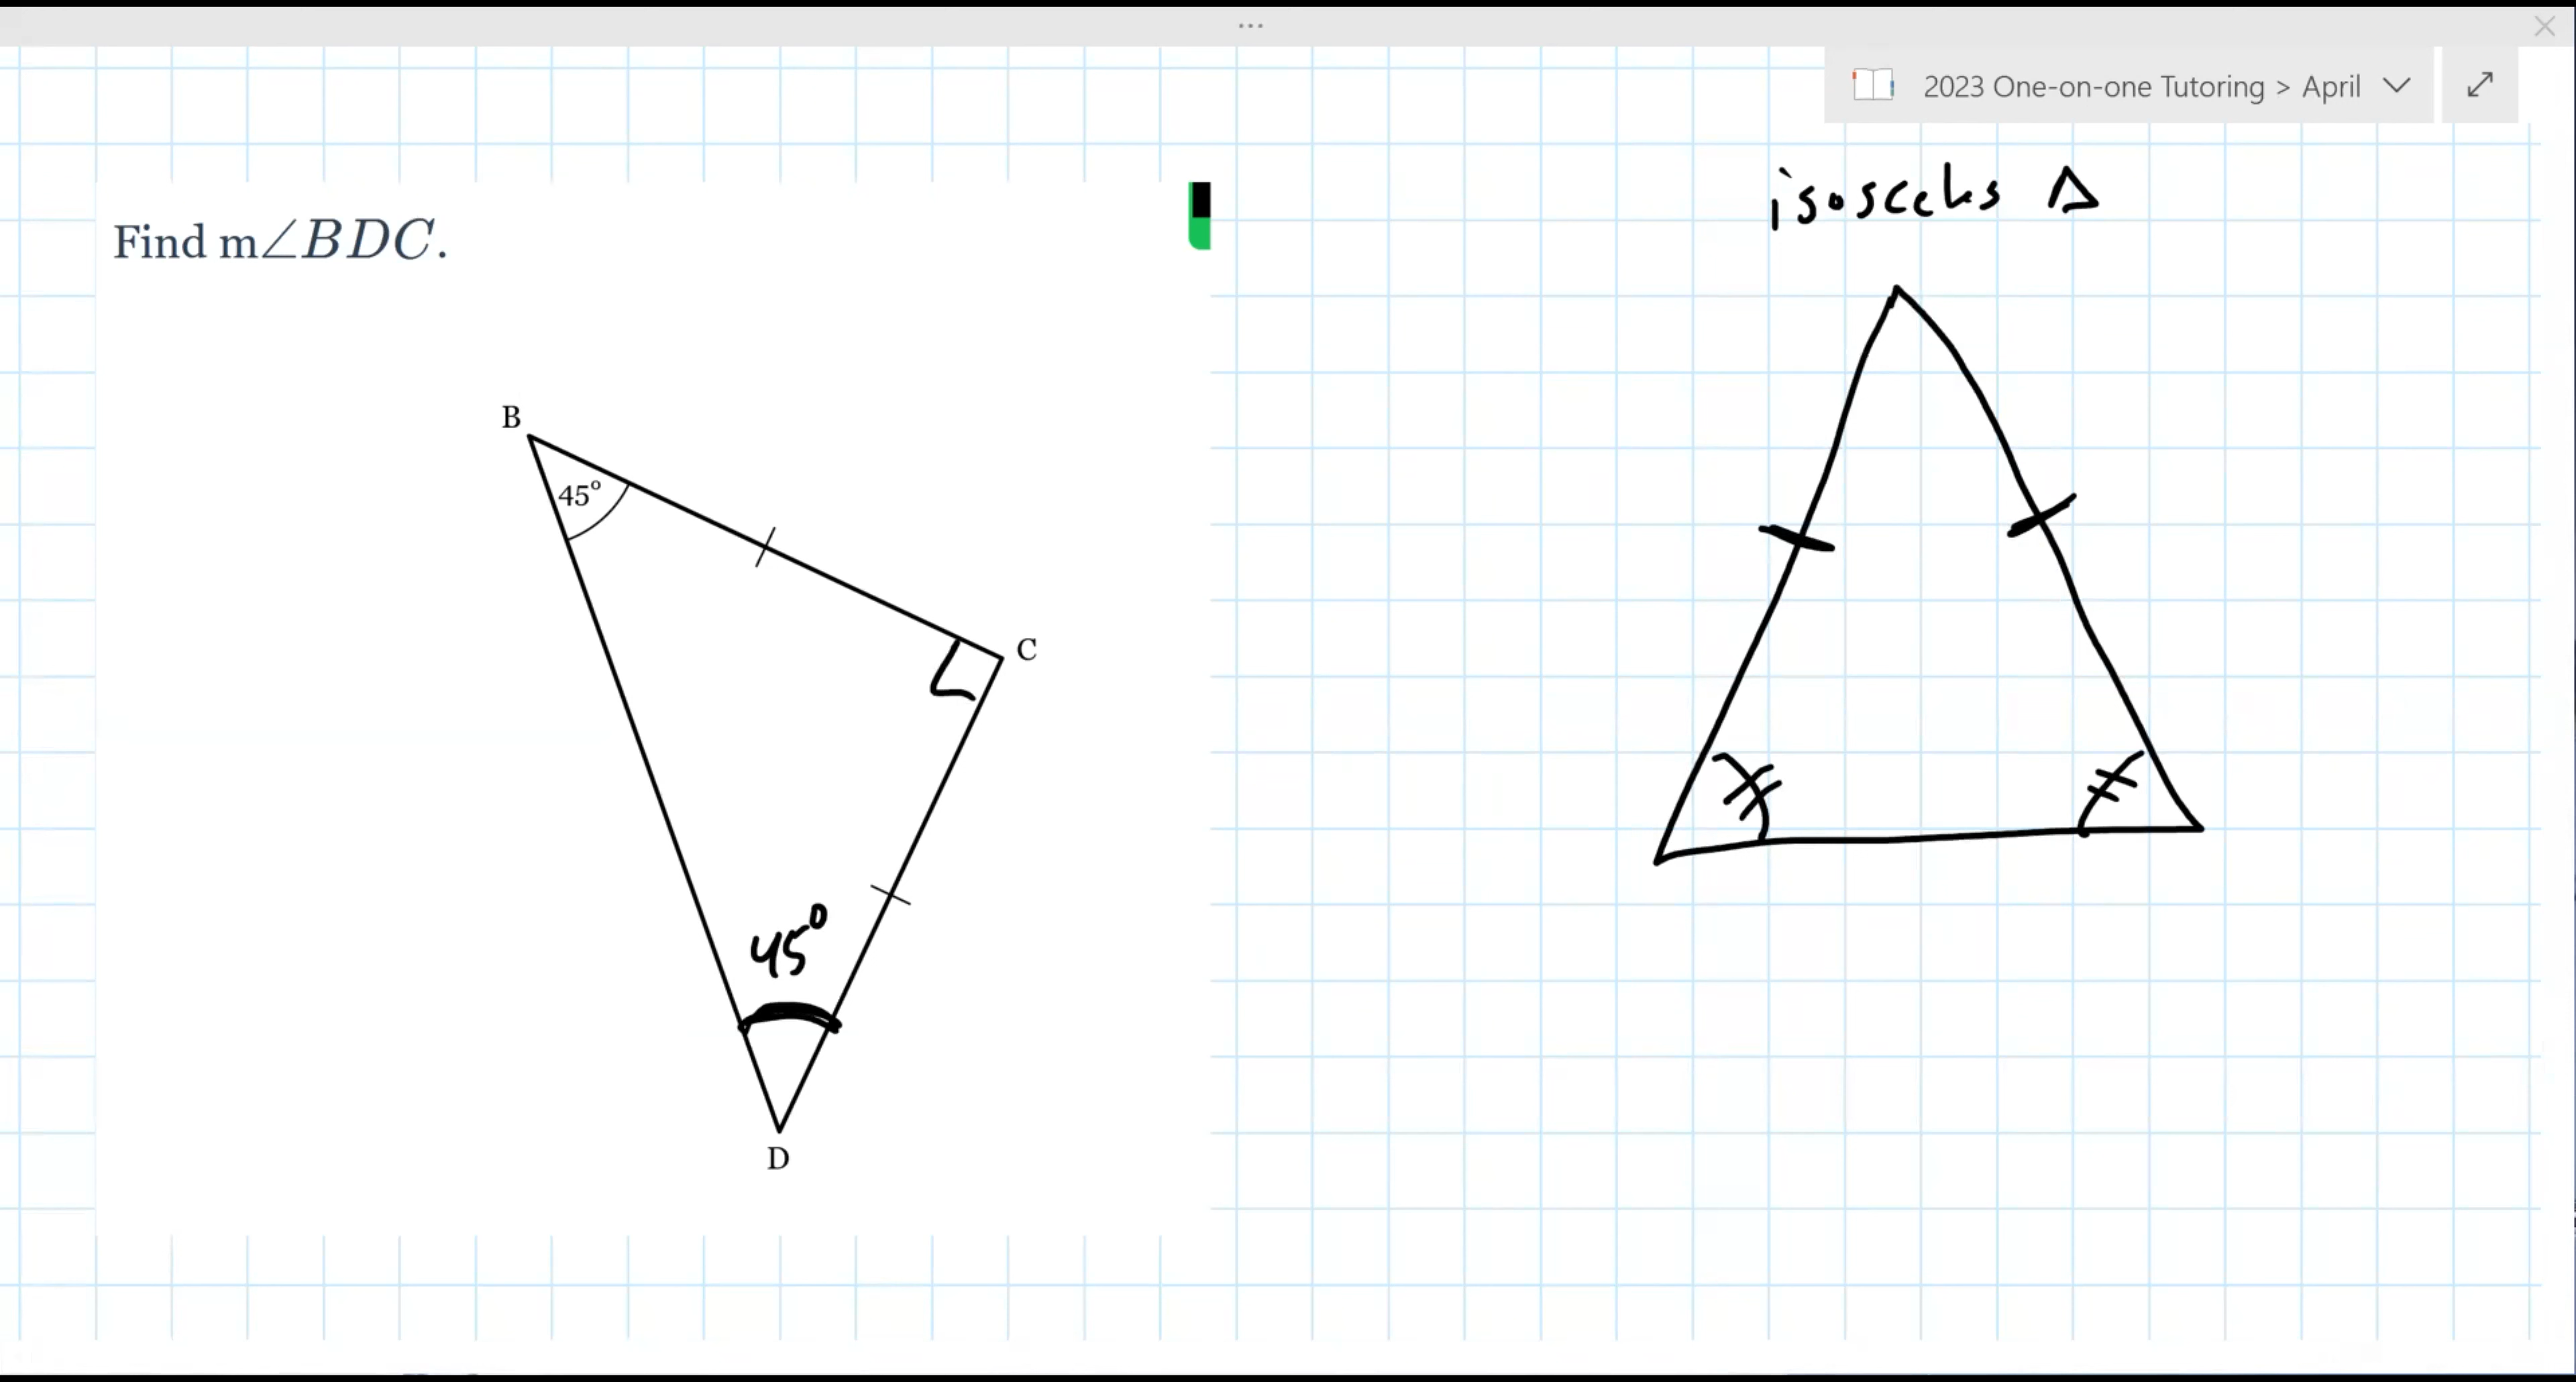 2023 One-on-one Tutoring > April
isosceles Δ
Find m∠BDC.
B
45°
C
45°
D